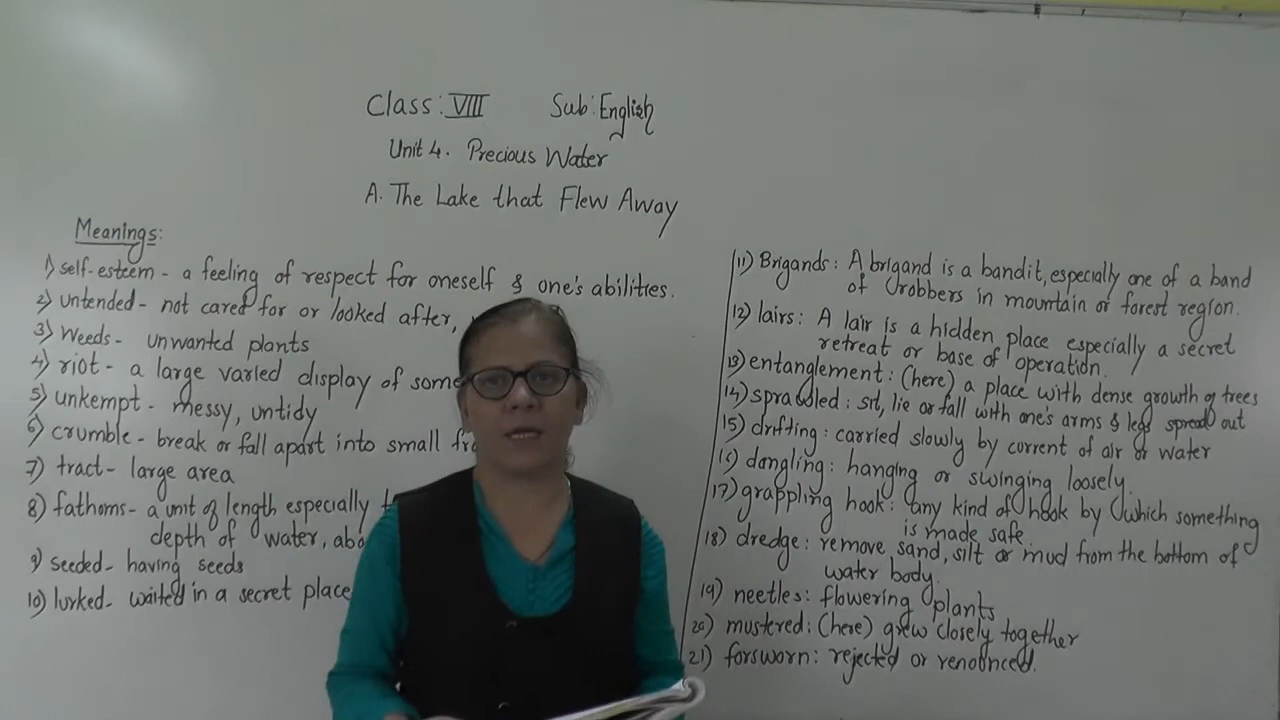 Class: VIII Sub: English
Unit 4. Precious Water
A. The Lake that Flew Away
Meanings:
1) self-esteem - a feeling of respect for oneself & one's abilities.
2) untended - not cared for or looked after,
3) Weeds - unwanted plants
4) riot - a large varied display of some
5) unkempt - messy, untidy
6) crumble - break or fall apart into small
7) tract - large area
8) fathoms - a unit of length especially
depth of water,
9) seeded - having seeds
10) lurked - waited in a secret place
11) Brigands: A brigand is a bandit, especially one of a band
of robbers in mountain or forest region.
12) lairs: A lair is a hidden place especially a secret
retreat or base of operation.
13) entanglement: (here) a place with dense growth of trees
14) sprawled: sit, lie or fall with one's arms & legs spread out
15) drifting: carried slowly by current of air or water
16) dangling: hanging or swinging loosely.
17) grappling hook: any kind of hook by which something
is made safe.
18) dredge: remove sand, silt or mud from the bottom of
water body.
19) neetles: flowering plants
20) mustered: (here) grew closely together
21) forsworn: rejected or renounced.